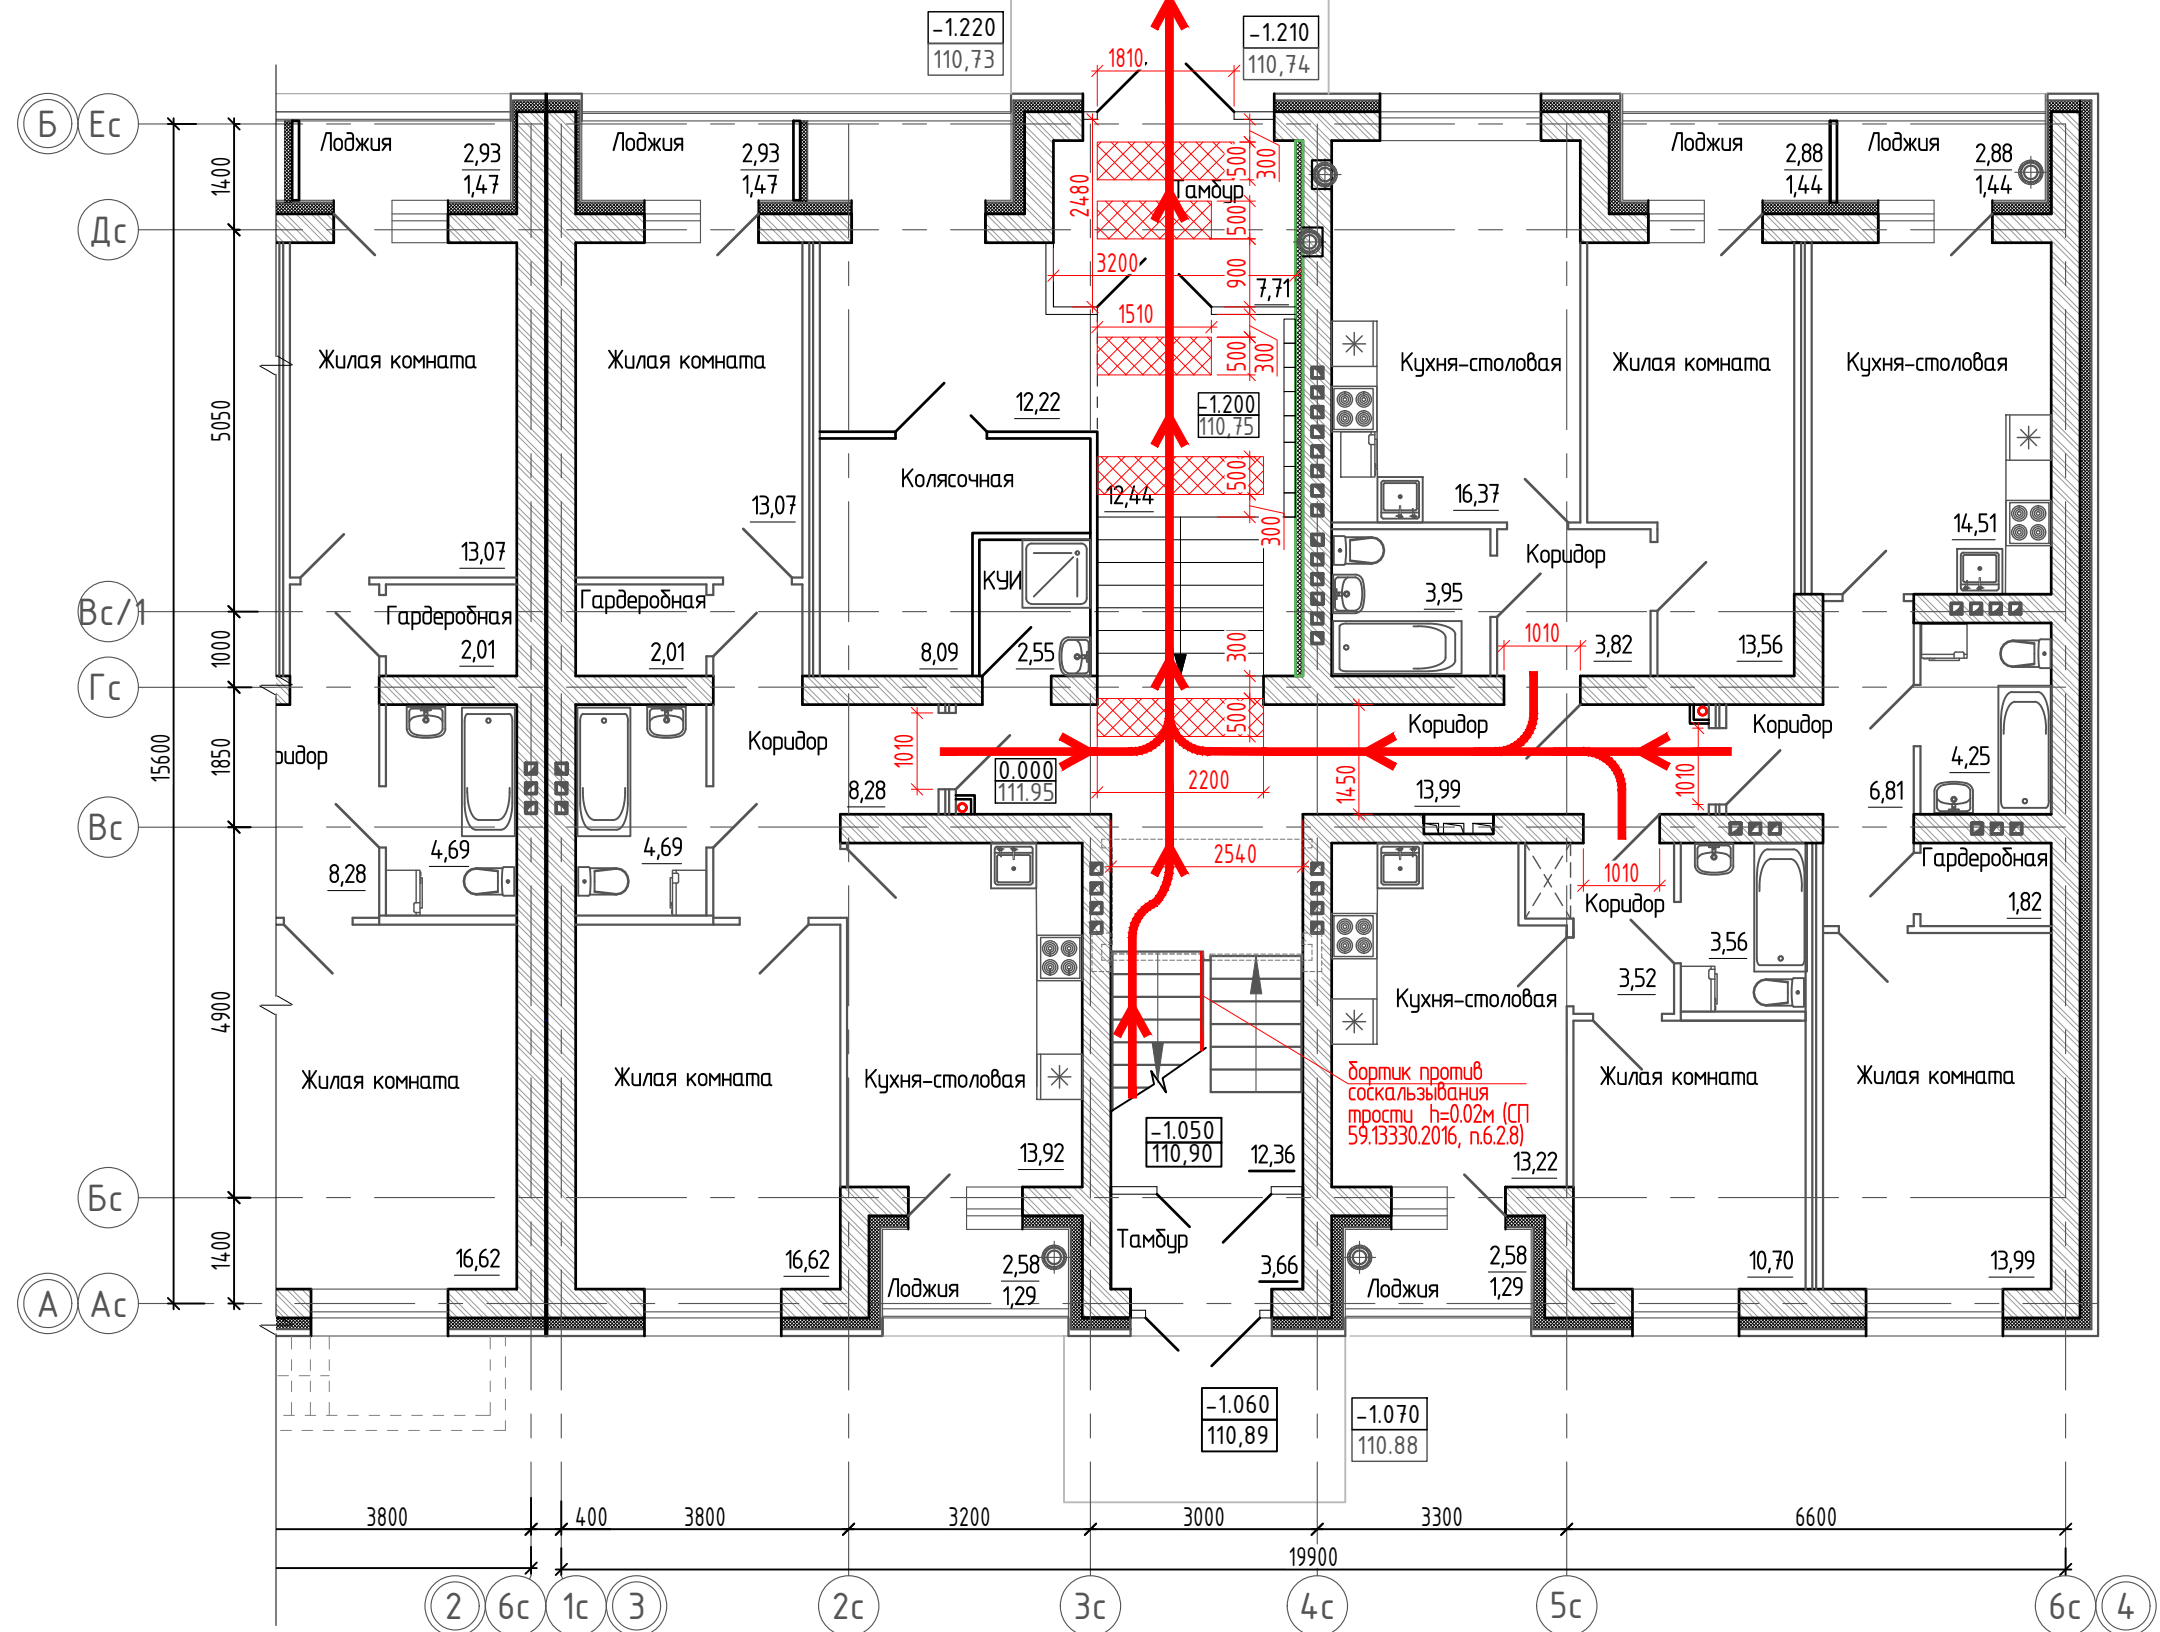 -1.220
110,73
-1.210
110,74
1810
Б
Ес
Лоджия
2,93
1,47
Лоджия
2,93
1,47
500
300
Лоджия
2,88
1,44
Лоджия
2,88
1,44
1400
2480
Тамбур
500
Дс
3200
900
7,71
1510
500
300
Жилая комната
Жилая комната
Кухня-столовая
Жилая комната
Кухня-столовая
12,22
-1.200
110,75
5050
Колясочная
12,44
500
300
13,07
13,07
16,37
14,51
КУИ
Коридор
3,95
Вс/1
Гардеробная
Гардеробная
2,01
2,01
8,09
2,55
300
1010
3,82
13,56
1000
Гс
500
15600
1850
ридор
Коридор
1010
Коридор
Коридор
4,25
0.000
111.95
2200
1450
13,99
1010
8,28
6,81
Вс
4,69
4,69
8,28
2540
1010
Коридор
Гардеробная
1,82
3,56
3,52
4900
Кухня-столовая
Жилая комната
Жилая комната
Кухня-столовая
бортик против
соскальзывания
трости h=0.02м (СП
59.13330.2016, п.6.2.8)
Жилая комната
Жилая комната
-1.050
110,90
12,36
13,92
13,22
Бс
1400
Тамбур
16,62
16,62
Лоджия
2,58
1,29
3,66
Лоджия
2,58
1,29
10,70
13,99
А
Ас
-1.060
110,89
-1.070
110.88
3800
400
3800
3200
3000
3300
6600
19900
2
6с
1с
3
2с
3с
4с
5с
6с
4